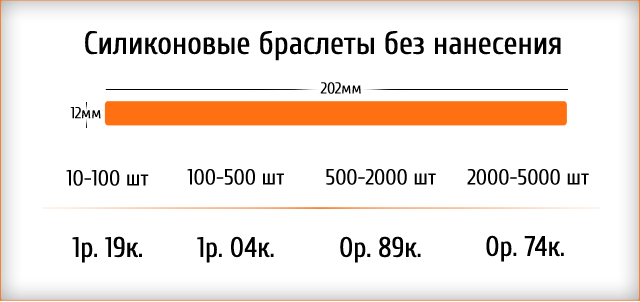 Силиконовые браслеты без нанесения
202мм
12мм
10-100 шт 100-500 шт 500-2000 шт 2000-5000 шт
1р. 19к. 1р. 04к. 0р. 89к. 0р. 74к.